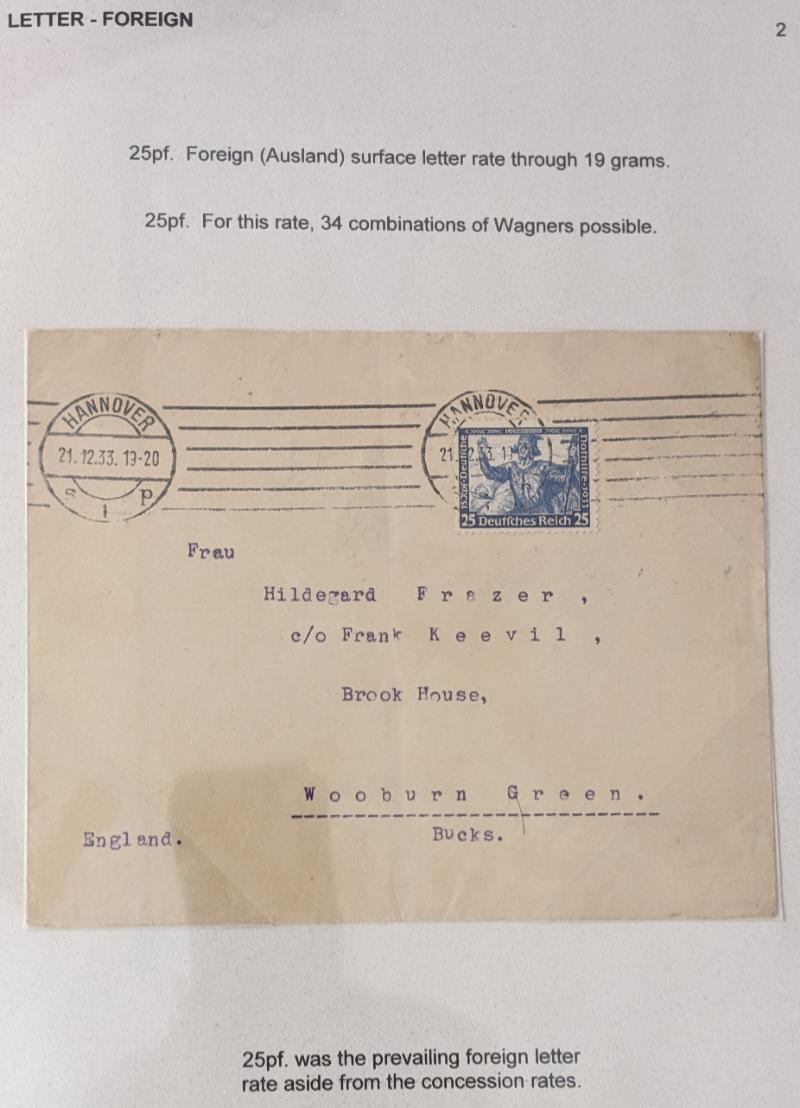 LETTER - FOREIGN
2
25pf. Foreign (Ausland) surface letter rate through 19 grams.
25pf. For this rate, 34 combinations of Wagners possible.
HANNOVER
21.12.33. 19-20
1 p
HANNOVER
25 Deutsches Reich 25
Frau
Hildegard Frazer,
c/o Frank Keevil,
Brook House,
Wooburn Green.
Bucks.
England.
25pf. was the prevailing foreign letter
rate aside from the concession rates.